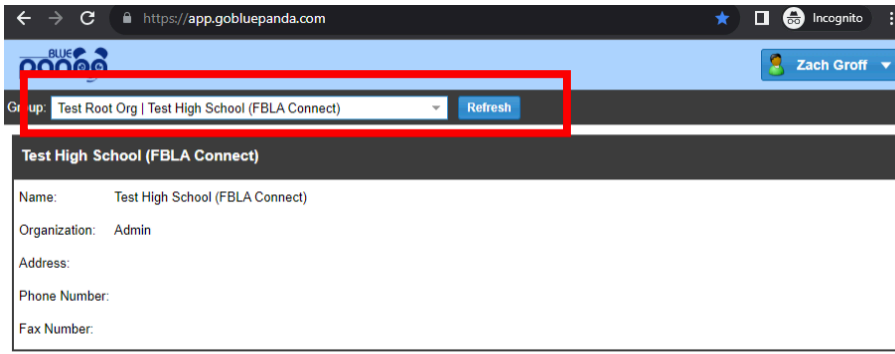 https://app.gobluepanda.com
Incognito
BLUE
panda
Zach Groff
Group: Test Root Org | Test High School (FBLA Connect) Refresh
Test High School (FBLA Connect)
Name: Test High School (FBLA Connect)
Organization: Admin
Address:
Phone Number:
Fax Number: